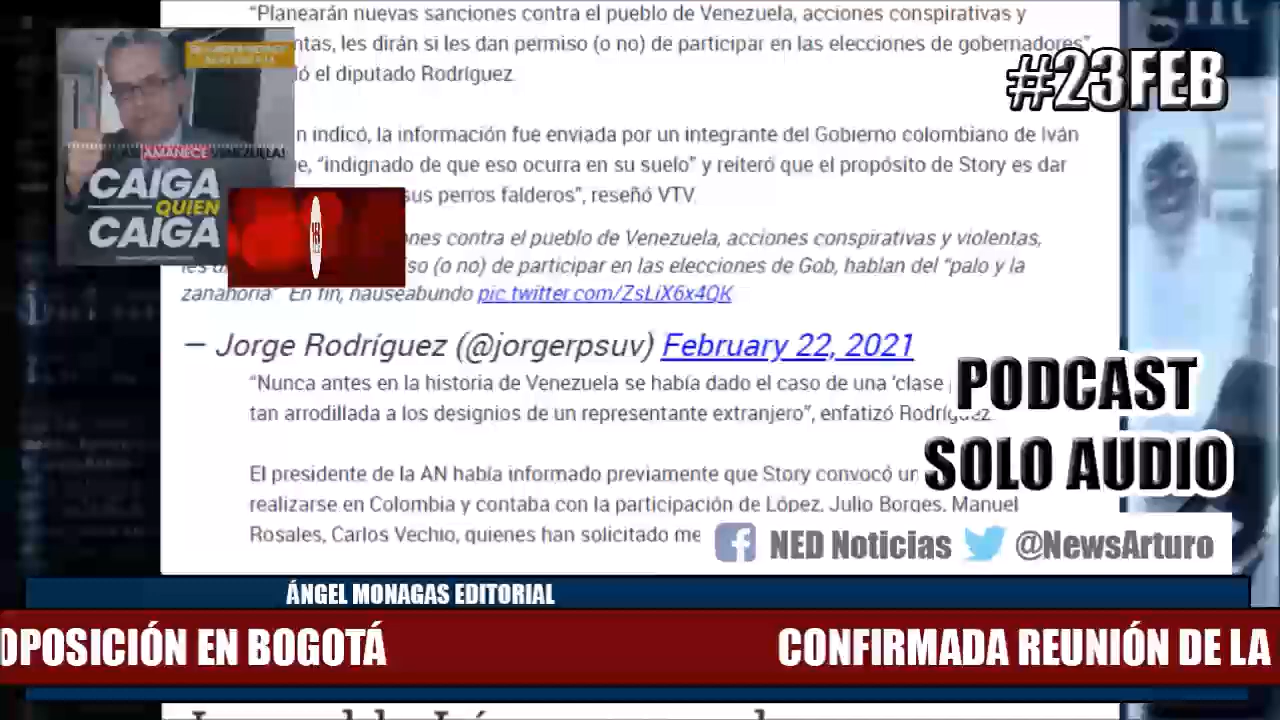 “Planearán nuevas sanciones contra el pueblo de Venezuela, acciones conspirativas y
ntas, les dirán si les dan permiso (o no) de participar en las elecciones de gobernadores”
ó el diputado Rodríguez
#23FEB
n indicó, la información fue enviada por un integrante del Gobierno colombiano de Iván
e, “indignado de que eso ocurra en su suelo” y reiteró que el propósito de Story es dar
sus perros falderos”, reseñó VTV.
AMANECE VENEZUELA!
CAIGA
QUIEN
CAIGA
nes contra el pueblo de Venezuela, acciones conspirativas y violentas,
so (o no) de participar en las elecciones de Gob, hablan del “palo y la
zanahoria” En fin, nauseabundo pic.twitter.com/ZsLiX6x4QK
— Jorge Rodríguez (@jorgerpsuv) February 22, 2021
“Nunca antes en la historia de Venezuela se había dado el caso de una ‘clase
tan arrodillada a los designios de un representante extranjero”, enfatizó Rodríguez
PODCAST
SOLO AUDIO
El presidente de la AN había informado previamente que Story convocó un
realizarse en Colombia y contaba con la participación de López, Julio Borges, Manuel
Rosales, Carlos Vechio, quienes han solicitado me
NED Noticias @NewsArturo
ÁNGEL MONAGAS EDITORIAL
OPOSICIÓN EN BOGOTÁ CONFIRMADA REUNIÓN DE LA